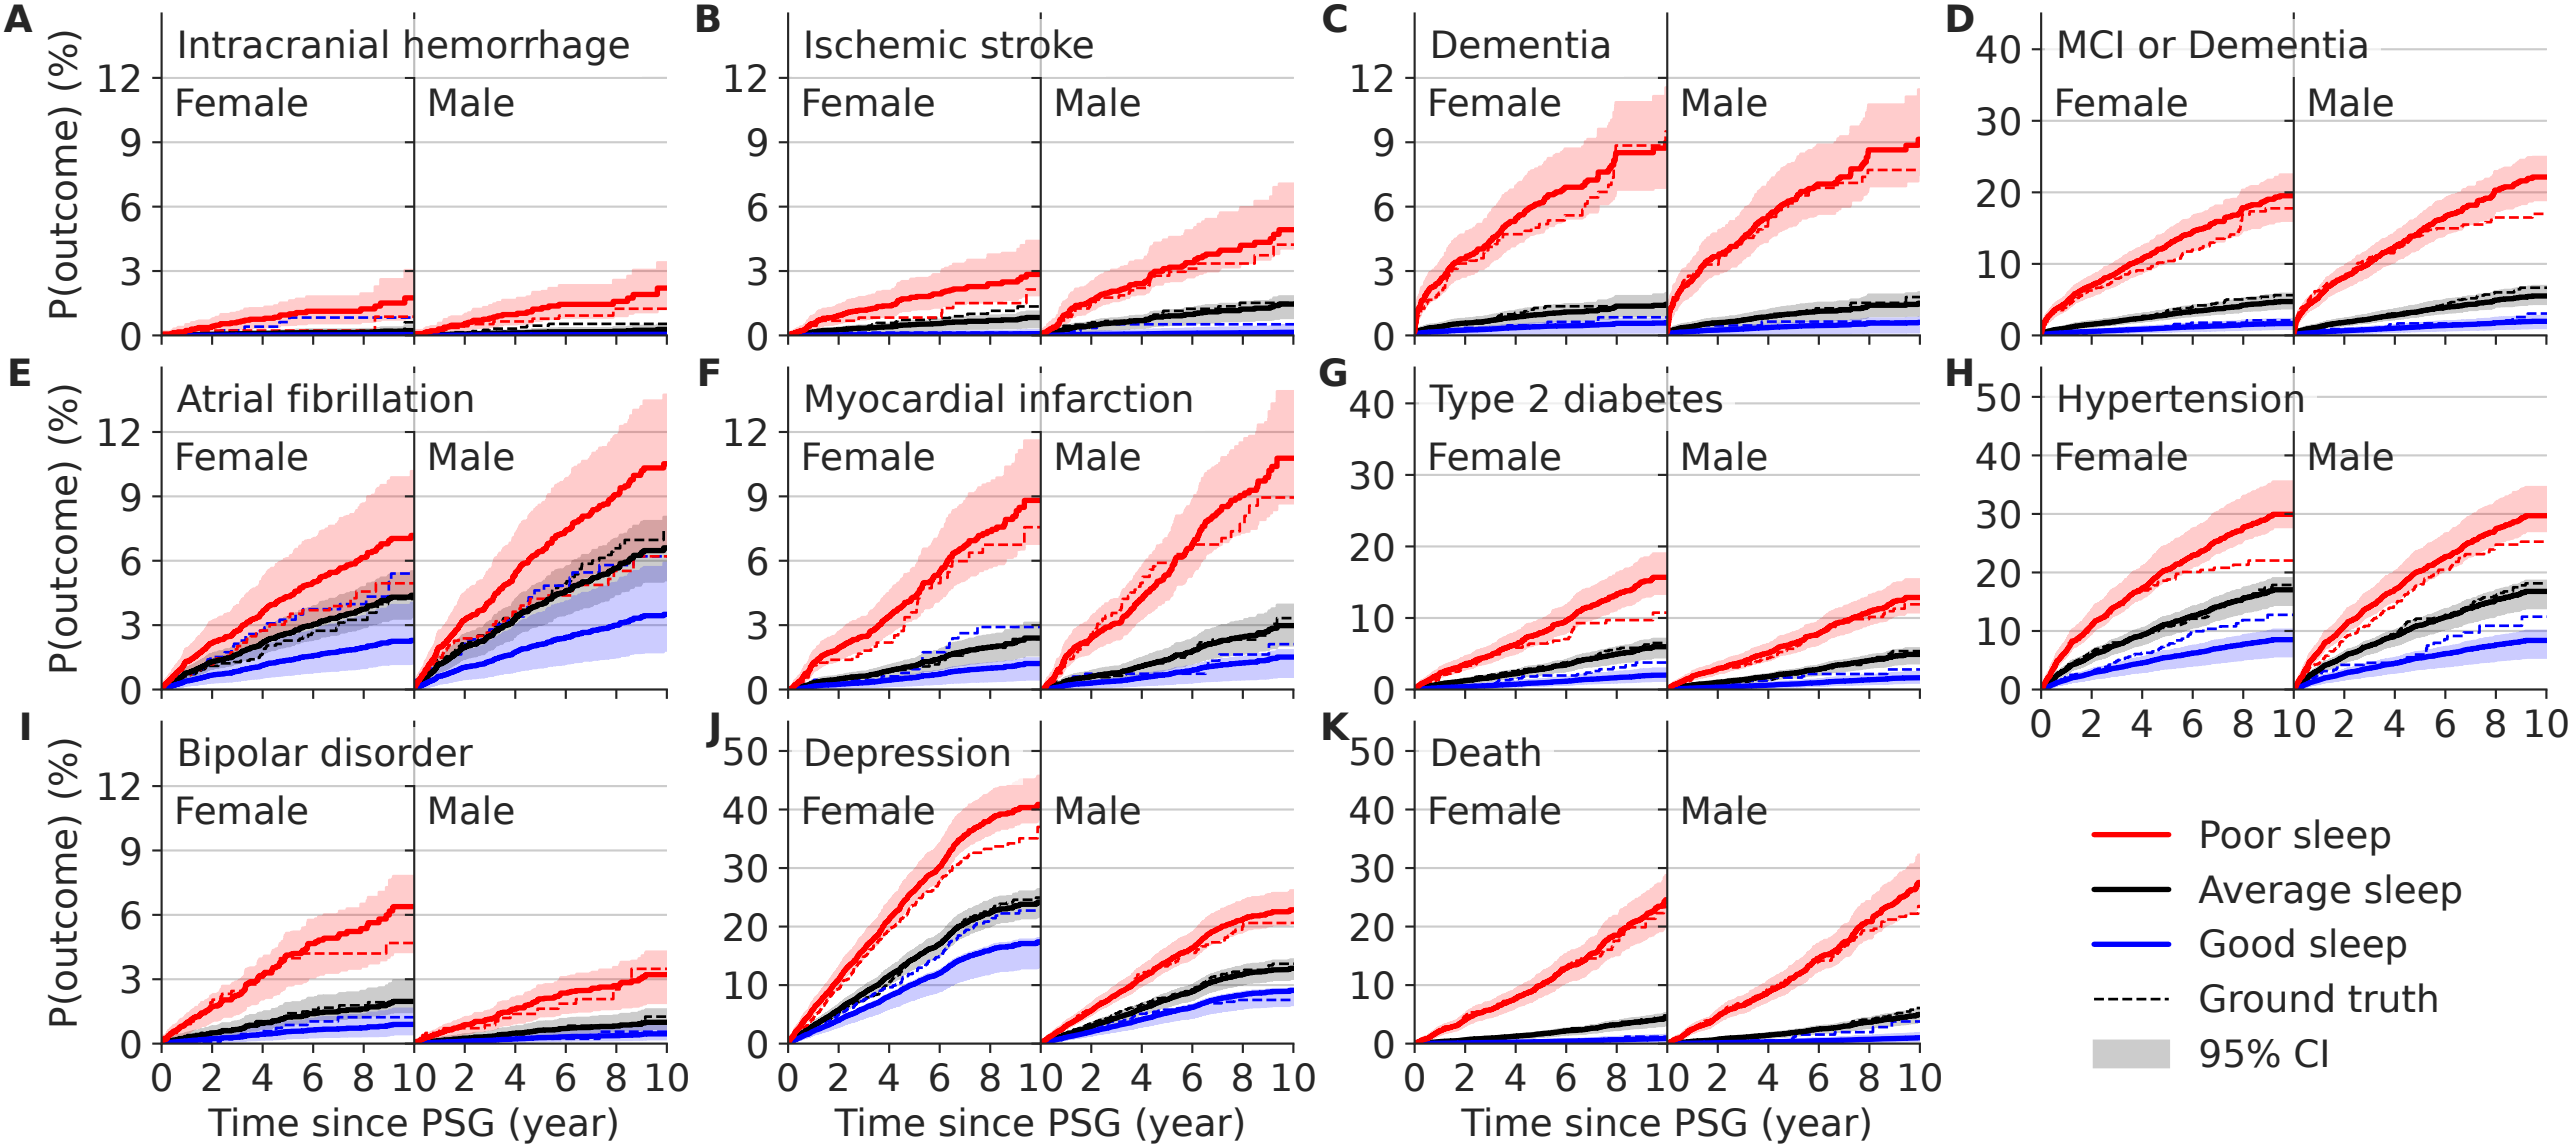 A
P(outcome) (%)
Intracranial hemorrhage
Female
Male
12
9
6
3
0
B
Ischemic stroke
Female
Male
12
9
6
3
0
C
Dementia
Female
Male
12
9
6
3
0
D
MCI or Dementia
Female
Male
40
30
20
10
0
E
P(outcome) (%)
Atrial fibrillation
Female
Male
12
9
6
3
0
F
Myocardial infarction
Female
Male
12
9
6
3
0
G
Type 2 diabetes
Female
Male
40
30
20
10
0
H
Hypertension
Female
Male
50
40
30
20
10
0
0 2 4 6 8 10 2 4 6 8 10
I
P(outcome) (%)
Bipolar disorder
Female
Male
12
9
6
3
0
0 2 4 6 8 10 2 4 6 8 10
Time since PSG (year)
J
Depression
Female
Male
50
40
30
20
10
0
0 2 4 6 8 10 2 4 6 8 10
K
Death
Female
Male
50
40
30
20
10
0
0 2 4 6 8 10 2 4 6 8 10
Time since PSG (year)
Poor sleep
Average sleep
Good sleep
Ground truth
95% CI